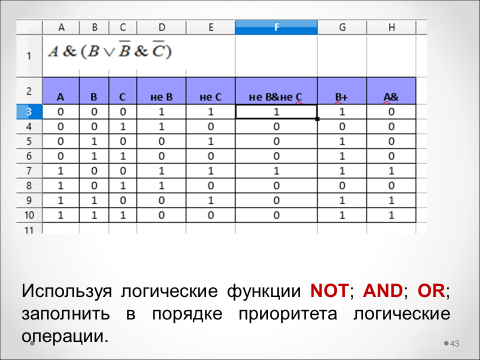 A B C D E F G H
1 A & (B ∨ B̅ & C̅)
2 A B C не B не C не B&не C B+ A&
3 0 0 0 1 1 1 1 0
4 0 0 1 1 0 0 0 0
5 0 1 0 0 1 0 1 0
6 0 1 1 0 0 0 1 0
7 1 0 0 1 1 1 1 1
8 1 0 1 1 0 0 0 0
9 1 1 0 0 1 0 1 1
10 1 1 1 0 0 0 1 1
11
Используя логические функции NOT; AND; OR;
заполнить в порядке приоритета логические
операции.
43